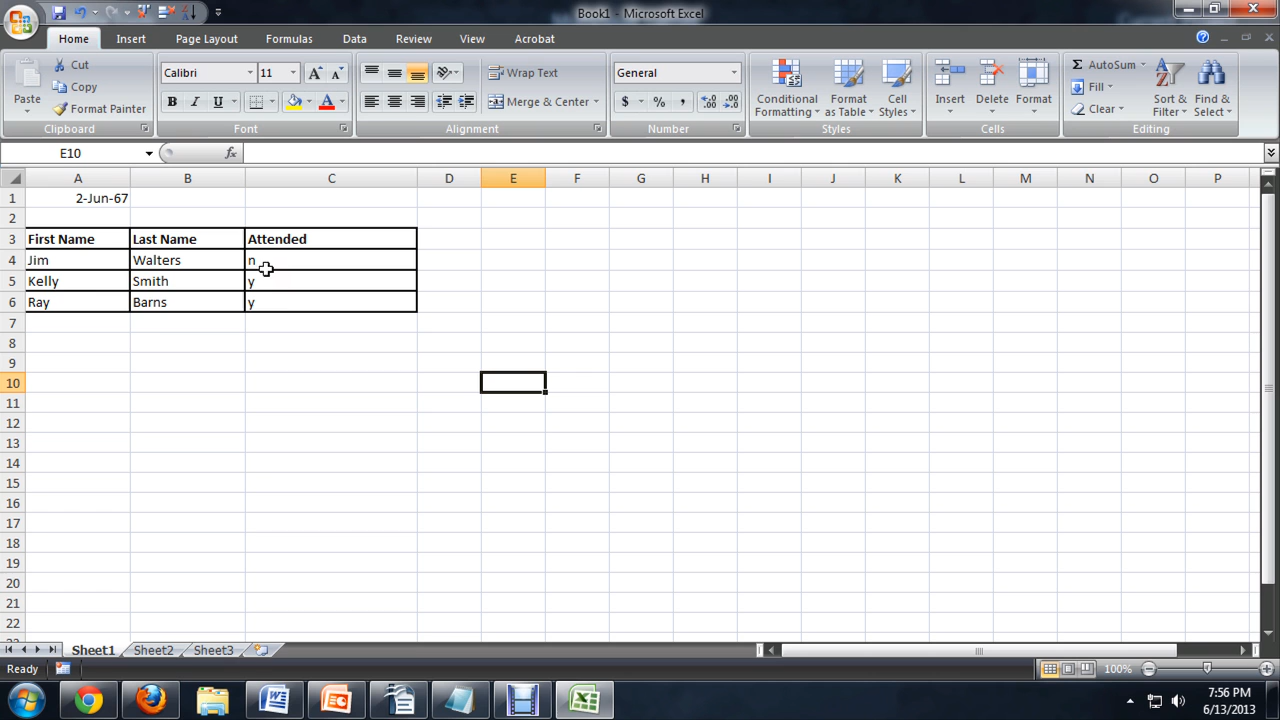 Book1 - Microsoft Excel
Home Insert Page Layout Formulas Data Review View Acrobat
Paste
Cut
Copy
Format Painter
Clipboard
Calibri 11 A A
B I U A
Font
Wrap Text
Merge & Center
Alignment
General
$ % , .0 .00 .00 .0
Number
Conditional Formatting
Format as Table
Cell Styles
Styles
Insert Delete Format
Cells
Σ AutoSum
Fill
Clear
Sort & Filter
Find & Select
Editing
E10 fx
A B C D E F G H I J K L M N O P
1 2-Jun-67
2
3 First Name Last Name Attended
4 Jim Walters n
5 Kelly Smith y
6 Ray Barns y
7
8
9
10
11
12
13
14
15
16
17
18
19
20
21
22
Sheet1 Sheet2 Sheet3
Ready 100%
7:56 PM
6/13/2013